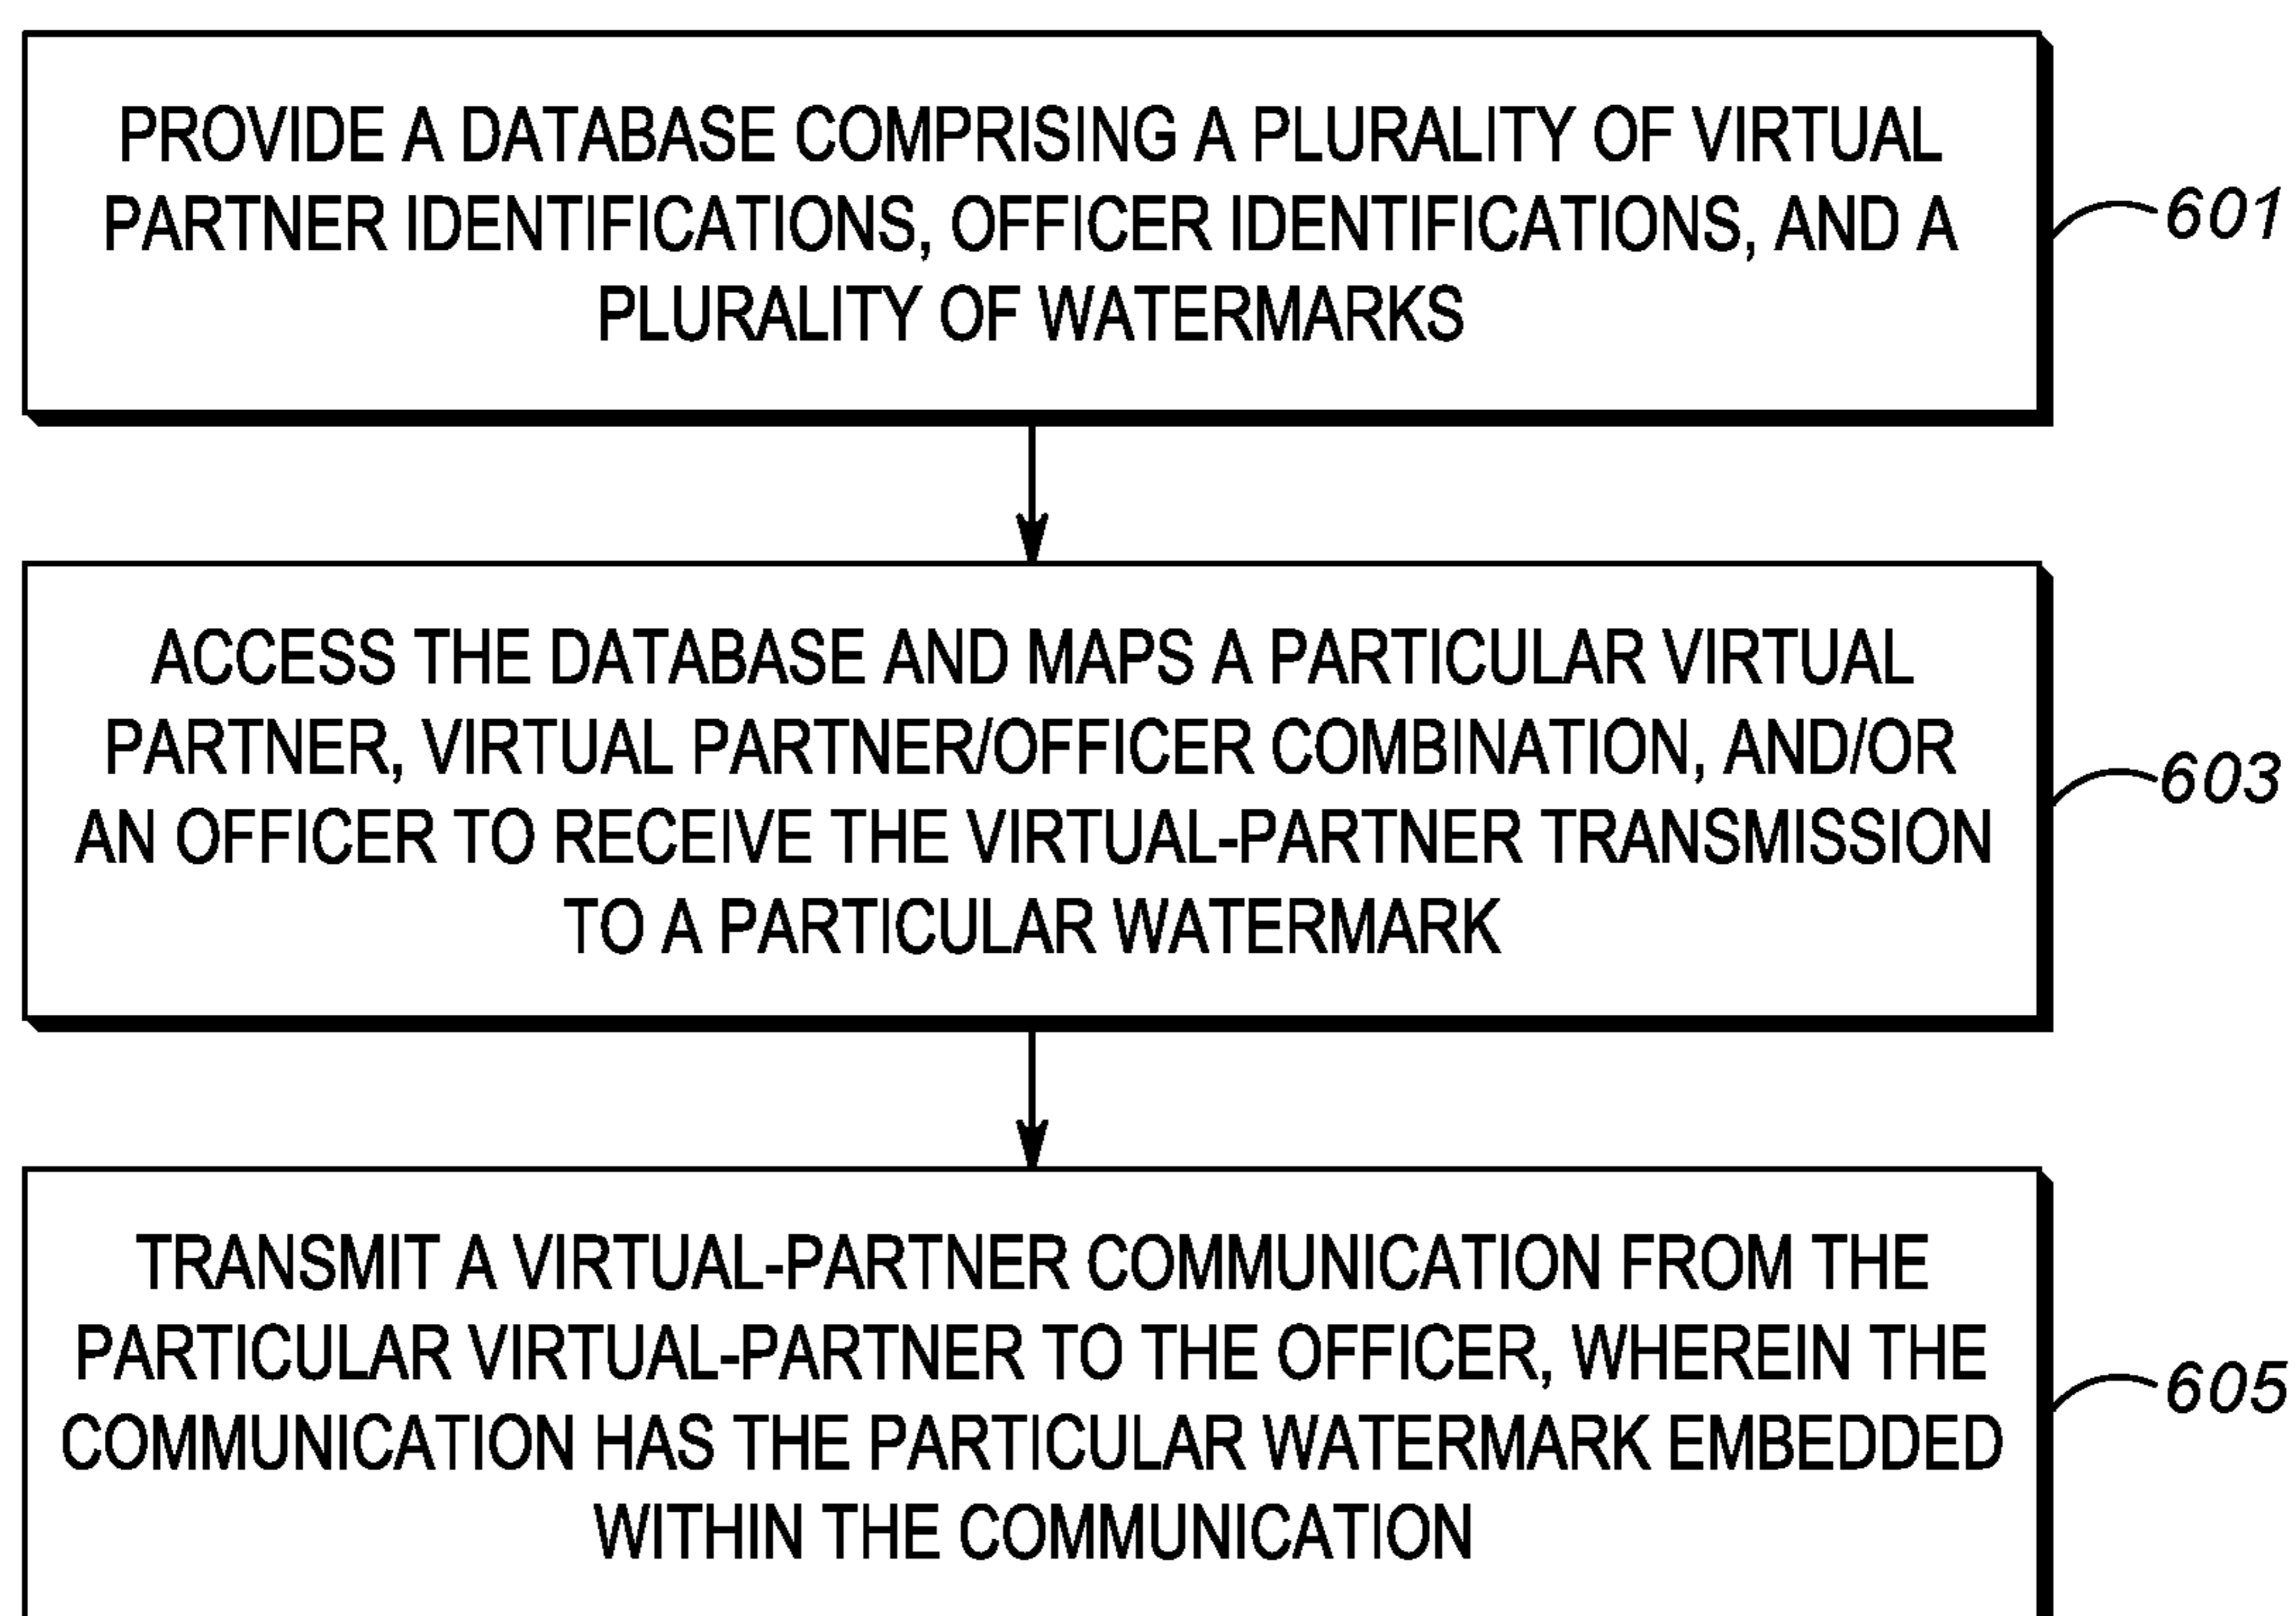 PROVIDE A DATABASE COMPRISING A PLURALITY OF VIRTUAL
PARTNER IDENTIFICATIONS, OFFICER IDENTIFICATIONS, AND A
PLURALITY OF WATERMARKS
601
ACCESS THE DATABASE AND MAPS A PARTICULAR VIRTUAL
PARTNER, VIRTUAL PARTNER/OFFICER COMBINATION, AND/OR
AN OFFICER TO RECEIVE THE VIRTUAL-PARTNER TRANSMISSION
TO A PARTICULAR WATERMARK
603
TRANSMIT A VIRTUAL-PARTNER COMMUNICATION FROM THE
PARTICULAR VIRTUAL-PARTNER TO THE OFFICER, WHEREIN THE
COMMUNICATION HAS THE PARTICULAR WATERMARK EMBEDDED
WITHIN THE COMMUNICATION
605